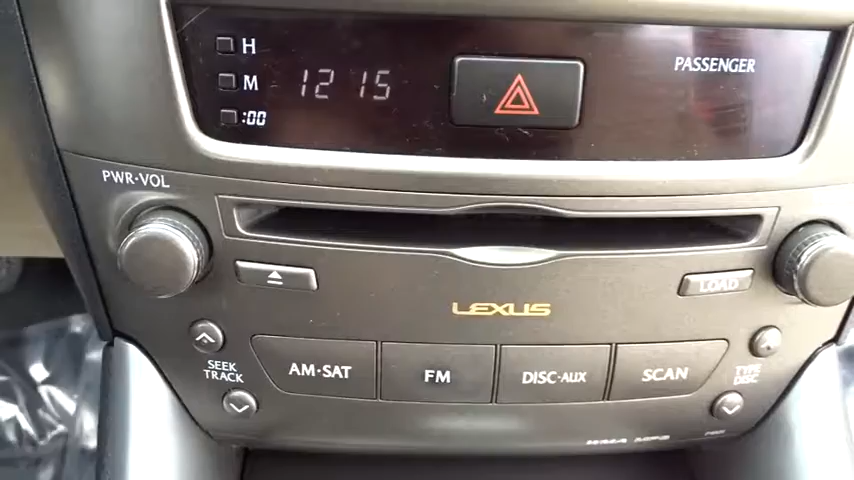 H
M
:00
12 15
PASSENGER
PWR·VOL
LOAD
LEXUS
SEEK
TRACK
AM·SAT
FM
DISC·AUX
SCAN
TYPE
DISC